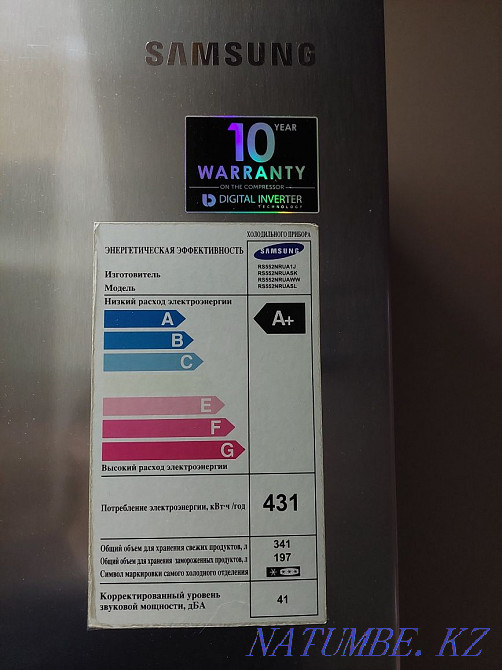 SAMSUNG
10 YEAR
WARRANTY
ON THE COMPRESSOR
DIGITAL INVERTER
TECHNOLOGY
ХОЛОДИЛЬНОГО ПРИБОРА
ЭНЕРГЕТИЧЕСКАЯ ЭФФЕКТИВНОСТЬ
SAMSUNG
Изготовитель
Модель
RS552NRUA1J
RS552NRUASK
RS552NRUAWW
RS552NRUASL
Низкий расход электроэнергии
A
A+
B
C
E
F
G
Высокий расход электроэнергии
Потребление электроэнергии, кВт·ч /год 431
Общий объем для хранения свежих продуктов, л 341
Общий объем для хранения замороженных продуктов, л 197
Символ маркировки самого холодного отделения
Корректированный уровень
звуковой мощности, дБА 41
NATUMBE.KZ